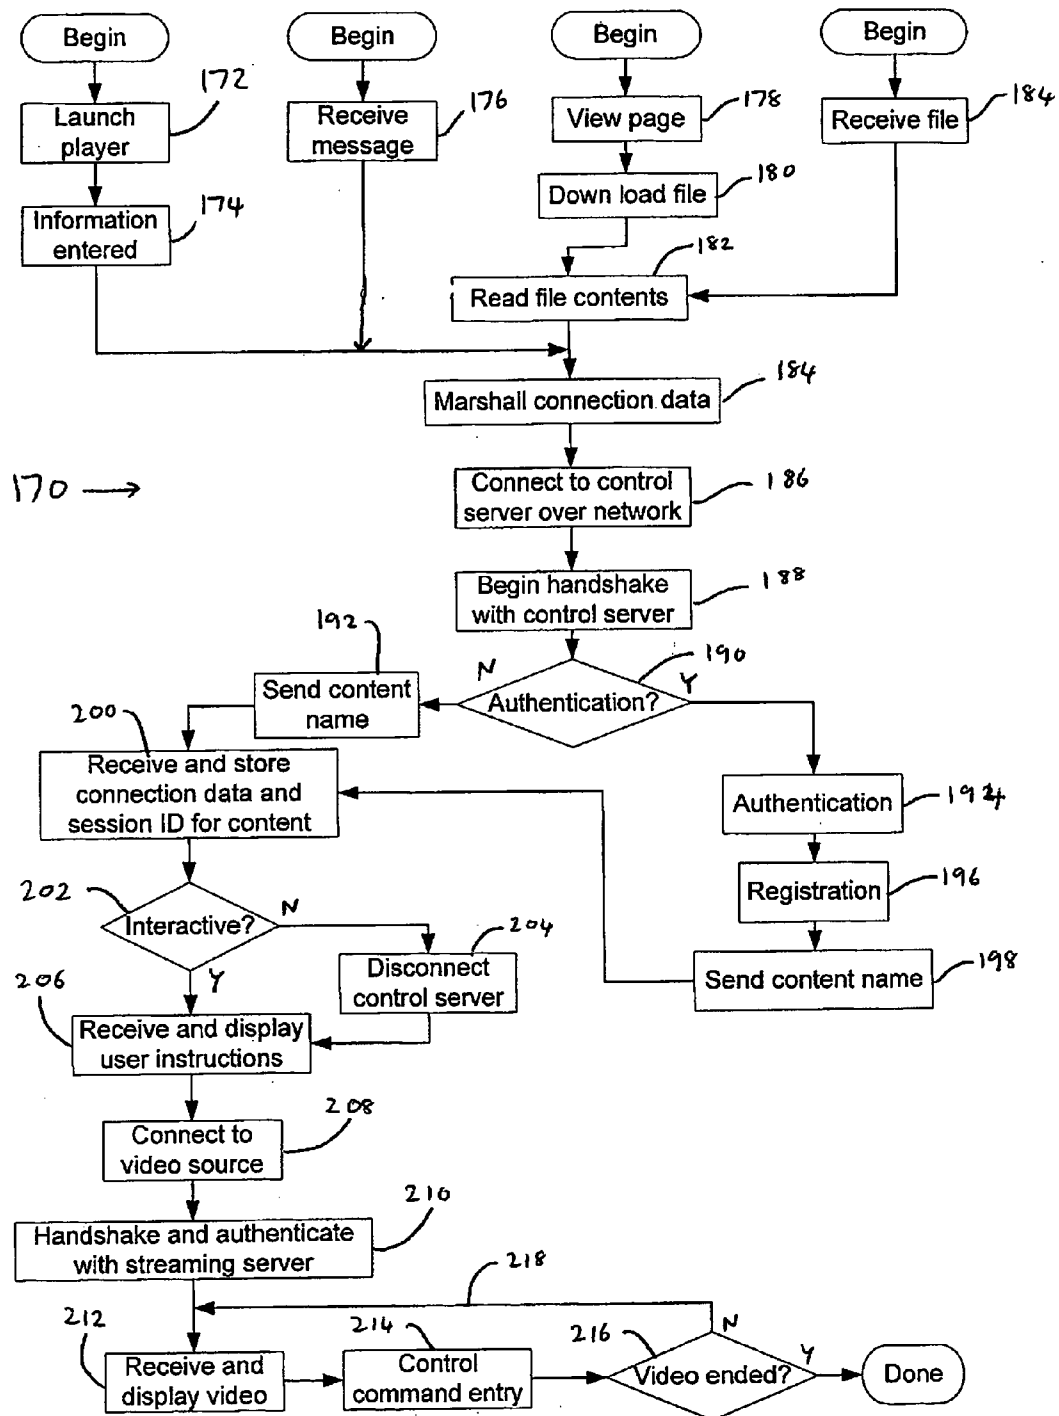 Begin
Begin
Begin
Begin
172
176
178
184
Launch
player
Receive
message
View page
Receive file
174
180
Information
entered
Down load file
182
Read file contents
184
Marshall connection data
170
186
Connect to control
server over network
188
Begin handshake
with control server
192
190
N
Y
Send content
name
Authentication?
200
Receive and store
connection data and
session ID for content
194
Authentication
196
Registration
202
Interactive?
N
Y
204
Disconnect
control server
198
Send content name
206
Receive and display
user instructions
208
Connect to
video source
210
Handhake and authenticate
with streaming server
218
212
214
216
N
Y
Receive and
display video
Control
command entry
Video ended?
Done